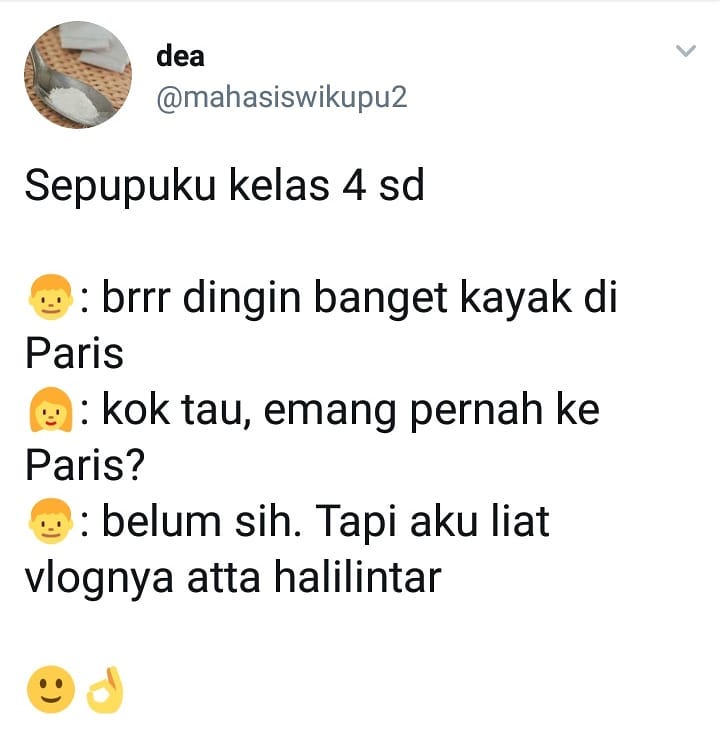 dea
@mahasiswikupu2
Sepupuku kelas 4 sd
👦: brrr dingin banget kayak di
Paris
👩: kok tau, emang pernah ke
Paris?
👦: belum sih. Tapi aku liat
vlognya atta halilintar
🙂👌